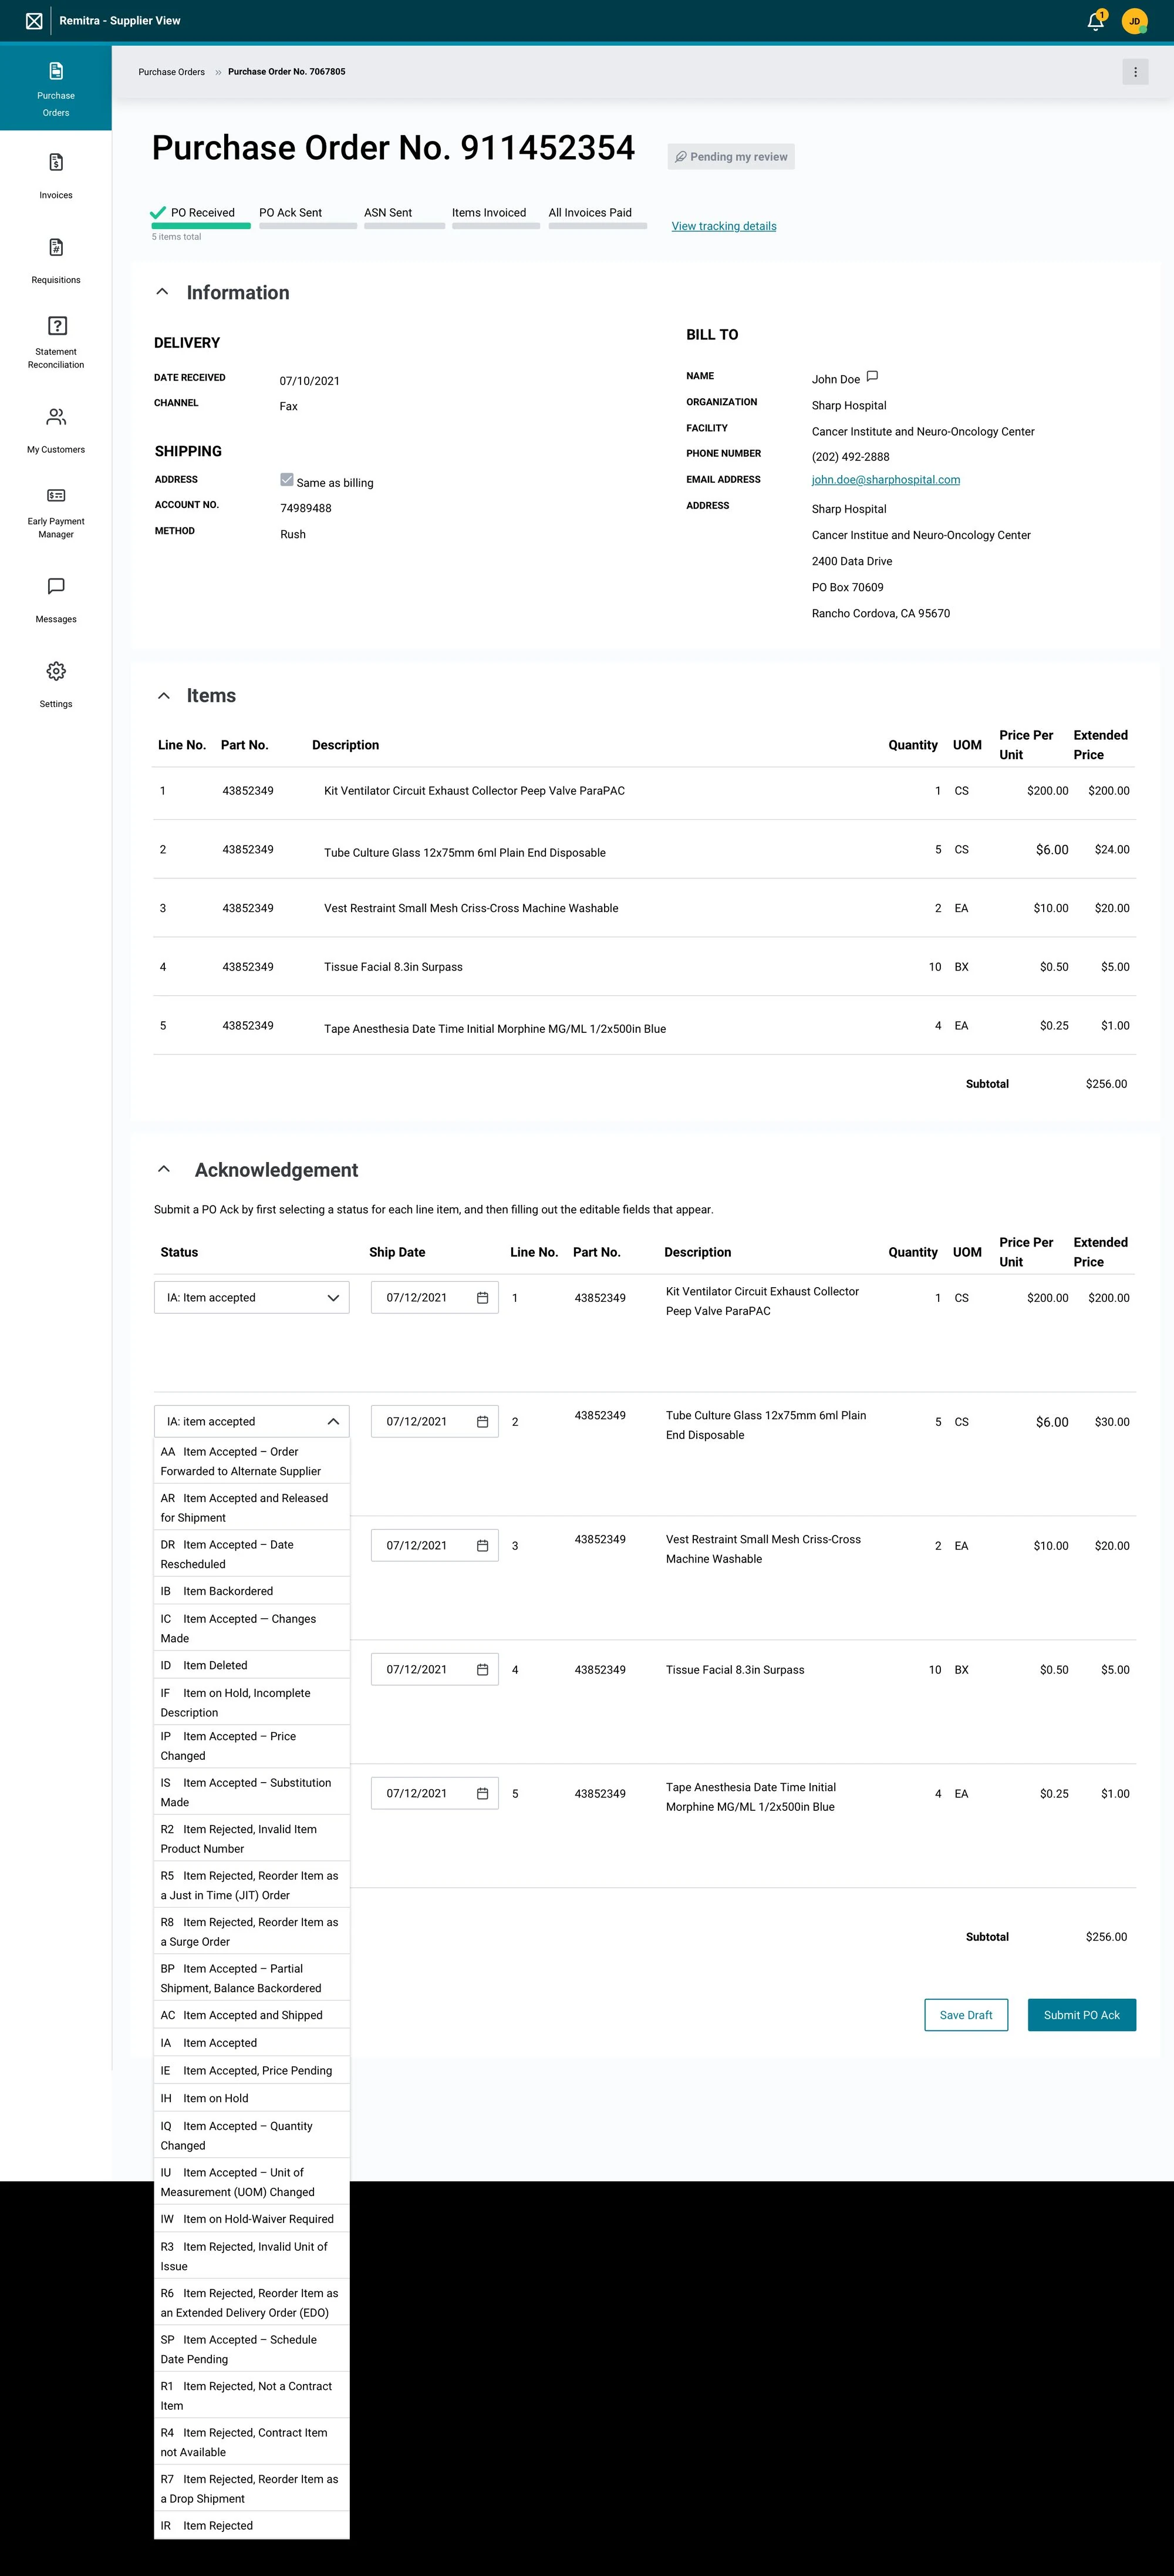 Remitra - Supplier View
1
JD
Purchase Orders >> Purchase Order No. 7067805
Purchase
Orders
Invoices
Requisitions
Statement
Reconciliation
My Customers
Early Payment
Manager
Messages
Settings
Purchase Order No. 911452354
Pending my review
PO Received PO Ack Sent ASN Sent Items Invoiced All Invoices Paid
5 items total
View tracking details
Information
DELIVERY
DATE RECEIVED 07/10/2021
CHANNEL Fax
SHIPPING
ADDRESS Same as billing
ACCOUNT NO. 74989488
METHOD Rush
BILL TO
NAME John Doe
ORGANIZATION Sharp Hospital
FACILITY Cancer Institute and Neuro-Oncology Center
PHONE NUMBER (202) 492-2888
EMAIL ADDRESS john.doe@sharphospital.com
ADDRESS Sharp Hospital
Cancer Institue and Neuro-Oncology Center
2400 Data Drive
PO Box 70609
Rancho Cordova, CA 95670
Items
Line No. Part No. Description Quantity UOM Price Per Unit Extended Price
1 43852349 Kit Ventilator Circuit Exhaust Collector Peep Valve ParaPAC 1 CS $200.00 $200.00
2 43852349 Tube Culture Glass 12x75mm 6ml Plain End Disposable 5 CS $6.00 $24.00
3 43852349 Vest Restraint Small Mesh Criss-Cross Machine Washable 2 EA $10.00 $20.00
4 43852349 Tissue Facial 8.3in Surpass 10 BX $0.50 $5.00
5 43852349 Tape Anesthesia Date Time Initial Morphine MG/ML 1/2x500in Blue 4 EA $0.25 $1.00
Subtotal $256.00
Acknowledgement
Submit a PO Ack by first selecting a status for each line item, and then filling out the editable fields that appear.
Status Ship Date Line No. Part No. Description Quantity UOM Price Per Unit Extended Price
IA: Item accepted 07/12/2021 1 43852349 Kit Ventilator Circuit Exhaust Collector 1 CS $200.00 $200.00
Peep Valve ParaPAC
IA: item accepted 07/12/2021 2 43852349 Tube Culture Glass 12x75mm 6ml Plain 5 CS $6.00 $30.00
End Disposable
07/12/2021 3 43852349 Vest Restraint Small Mesh Criss-Cross 2 EA $10.00 $20.00
Machine Washable
07/12/2021 4 43852349 Tissue Facial 8.3in Surpass 10 BX $0.50 $5.00
07/12/2021 5 43852349 Tape Anesthesia Date Time Initial 4 EA $0.25 $1.00
Morphine MG/ML 1/2x500in Blue
Subtotal $256.00
Save Draft Submit PO Ack
AA Item Accepted – Order
Forwarded to Alternate Supplier
AR Item Accepted and Released
for Shipment
DR Item Accepted – Date
Rescheduled
IB Item Backordered
IC Item Accepted — Changes
Made
ID Item Deleted
IF Item on Hold, Incomplete
Description
IP Item Accepted – Price
Changed
IS Item Accepted – Substitution
Made
R2 Item Rejected, Invalid Item
Product Number
R5 Item Rejected, Reorder Item as
a Just in Time (JIT) Order
R8 Item Rejected, Reorder Item as
a Surge Order
BP Item Accepted – Partial
Shipment, Balance Backordered
AC Item Accepted and Shipped
IA Item Accepted
IE Item Accepted, Price Pending
IH Item on Hold
IQ Item Accepted – Quantity
Changed
IU Item Accepted – Unit of
Measurement (UOM) Changed
IW Item on Hold-Waiver Required
R3 Item Rejected, Invalid Unit of
Issue
R6 Item Rejected, Reorder Item as
an Extended Delivery Order (EDO)
SP Item Accepted – Schedule
Date Pending
R1 Item Rejected, Not a Contract
Item
R4 Item Rejected, Contract Item
not Available
R7 Item Rejected, Reorder Item as
a Drop Shipment
IR Item Rejected